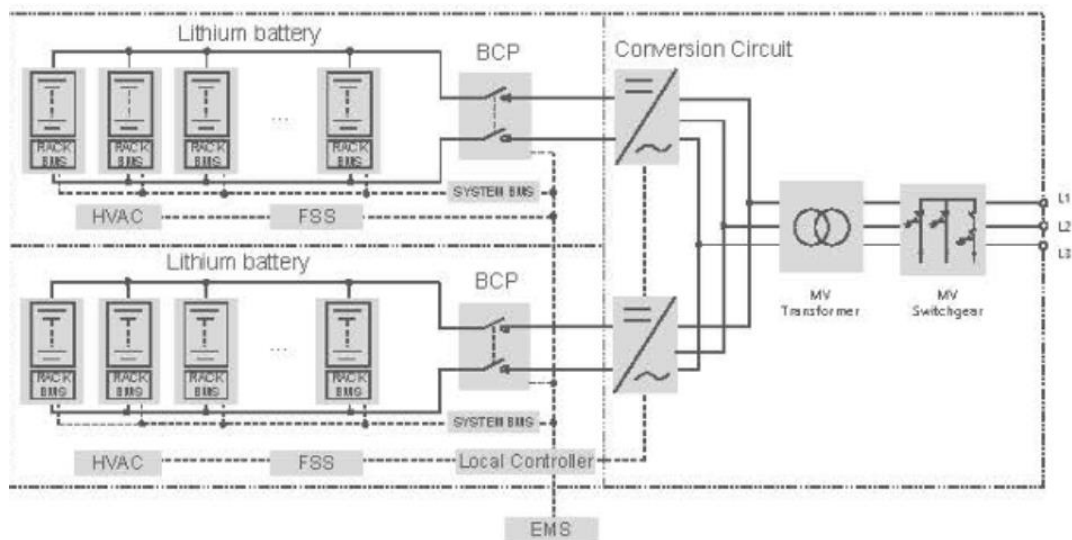 Lithium battery
BCP
Conversion Circuit
RACK BMS
RACK BMS
RACK BMS
...
RACK BMS
SYSTEM BMS
HVAC
FSS
L1
L2
L3
Lithium battery
BCP
MV
Transformer
MV
Switchgear
RACK BMS
RACK BMS
RACK BMS
...
RACK BMS
SYSTEM BMS
HVAC
FSS
Local Controller
EMS